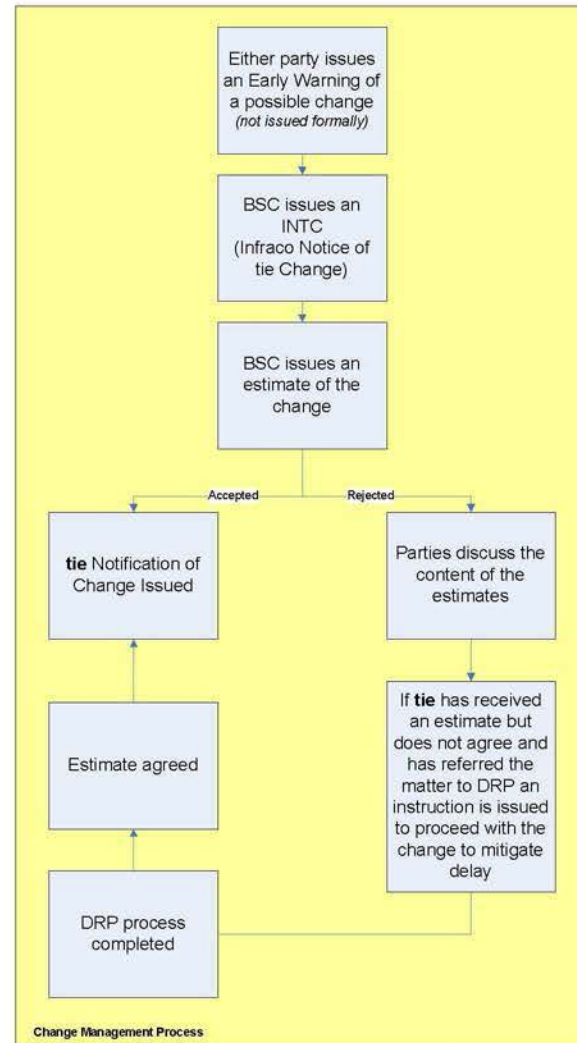 Either party issues
an Early Warning of
a possible change
(not issued formally)
BSC issues an
INTC
(Infraco Notice of
tie Change)
BSC issues an
estimate of the
change
Accepted
Rejected
tie Notification of
Change Issued
Parties discuss the
content of the
estimates
Estimate agreed
If tie has received
an estimate but
does not agree and
has referred the
matter to DRP an
instruction is issued
to proceed with the
change to mitigate
delay
DRP process
completed
Change Management Process